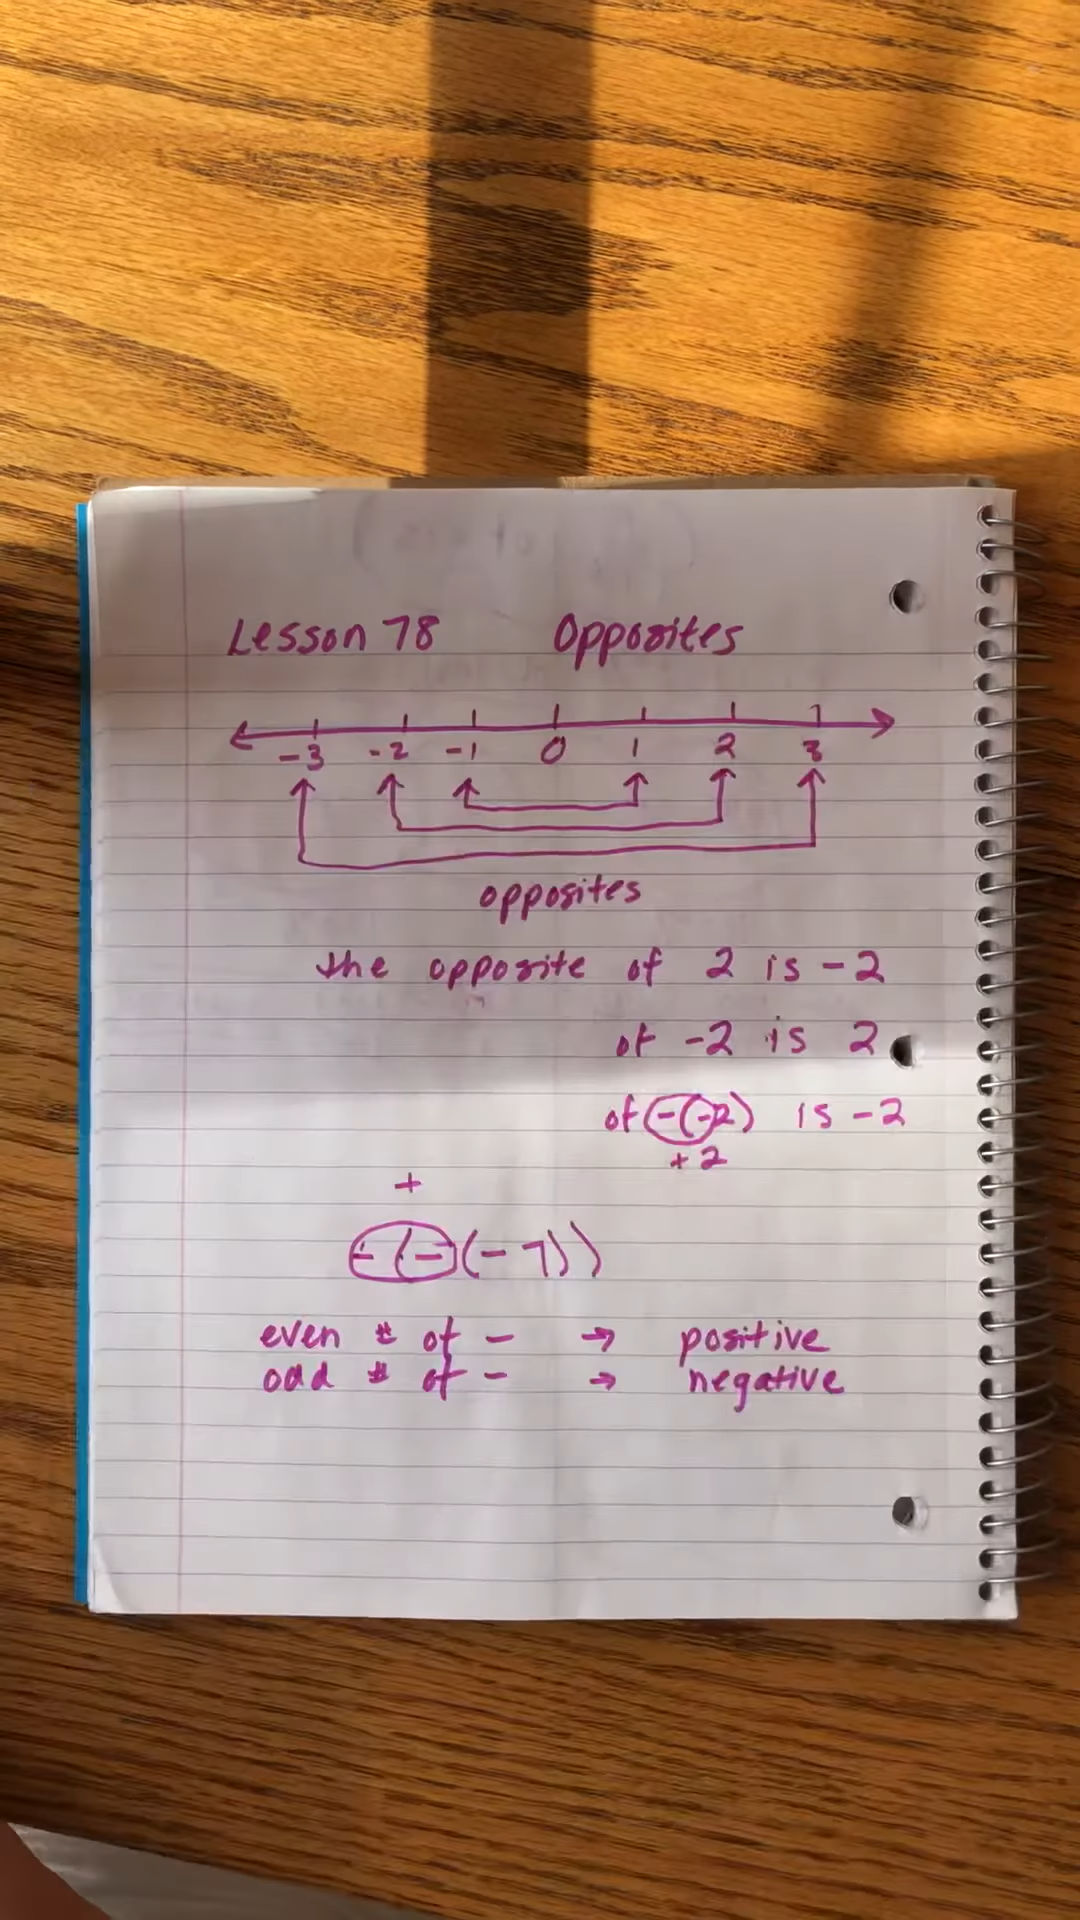 Lesson 78 Opposites
-3 -2 -1 0 1 2 3
opposites
the opposite of 2 is -2
of -2 is 2
of -(-2) is -2
+2
+
-(-(-7))
even # of - → positive
odd # of - → negative